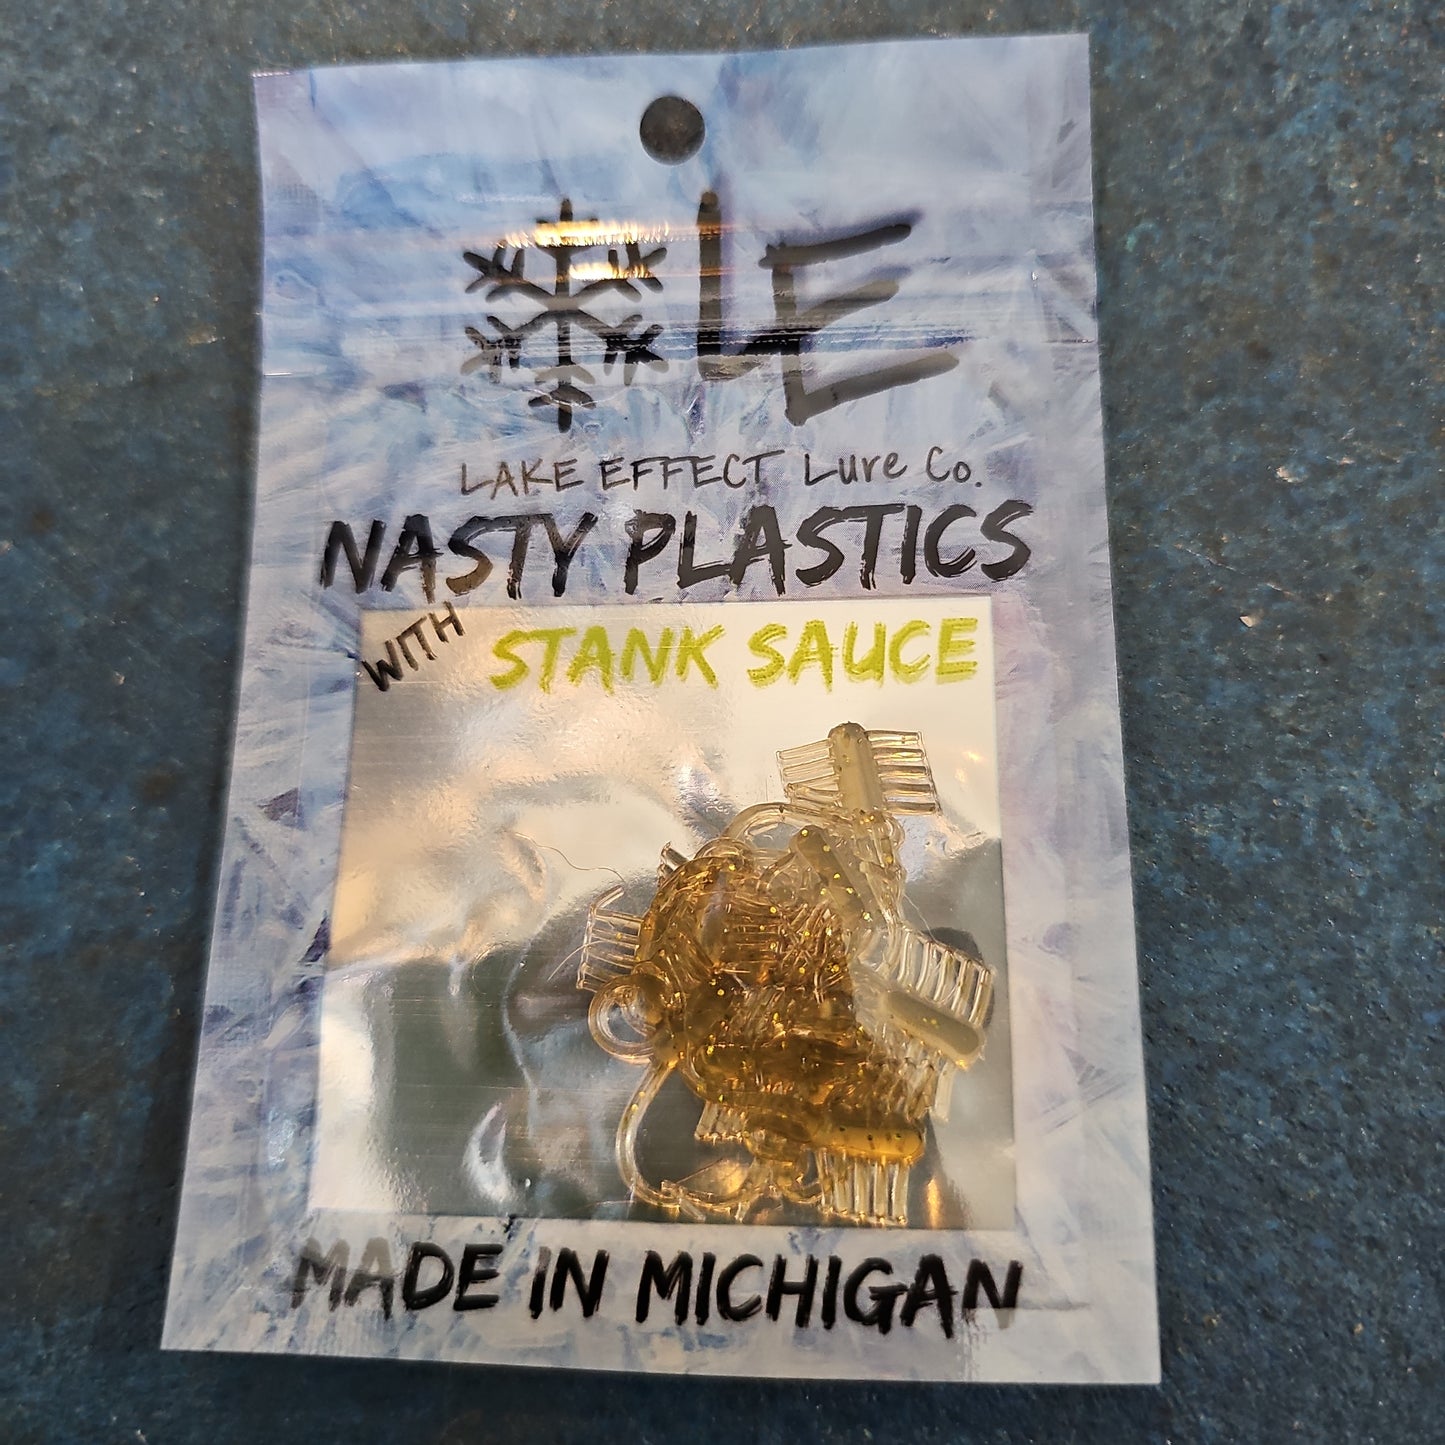 LE
LAKE EFFECT Lure Co.
NASTY PLASTICS
WITH STANK SAUCE
MADE IN MICHIGAN